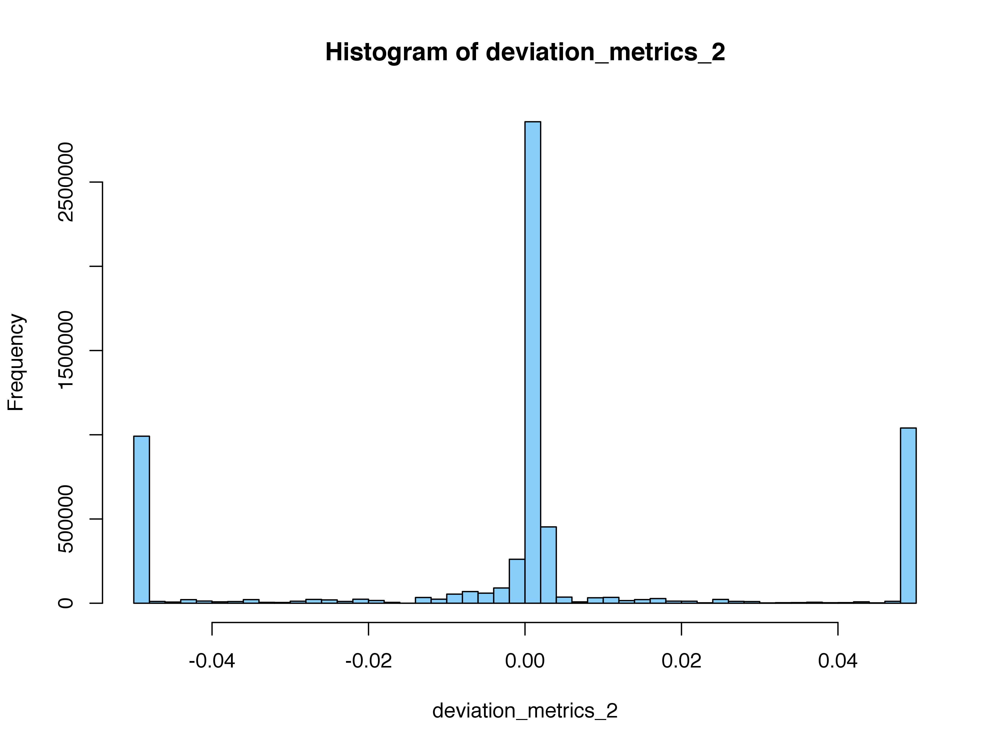 Histogram of deviation_metrics_2
Frequency
2500000
1500000
500000
0
-0.04 -0.02 0.00 0.02 0.04
deviation_metrics_2